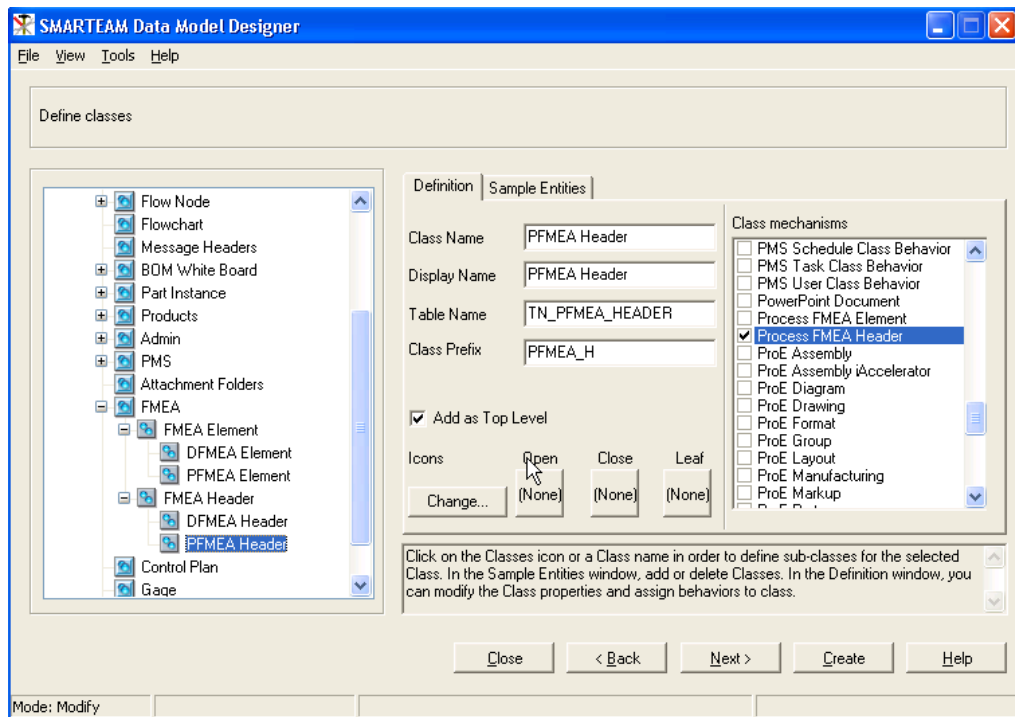 SMARTEAM Data Model Designer
File View Tools Help
Define classes
Flow Node
Flowchart
Message Headers
BOM White Board
Part Instance
Products
Admin
PMS
Attachment Folders
FMEA
FMEA Element
DFMEA Element
PFMEA Element
FMEA Header
DFMEA Header
PFMEA Header
Control Plan
Gage
Definition Sample Entities
Class Name PFMEA Header
Display Name PFMEA Header
Table Name TN_PFMEA_HEADER
Class Prefix PFMEA_H
Add as Top Level
Icons Open Close Leaf
Change... (None) (None) (None)
Class mechanisms
PMS Schedule Class Behavior
PMS Task Class Behavior
PMS User Class Behavior
PowerPoint Document
Process FMEA Element
Process FMEA Header
ProE Assembly
ProE Assembly iAccelerator
ProE Diagram
ProE Drawing
ProE Format
ProE Group
ProE Layout
ProE Manufacturing
ProE Markup
Click on the Classes icon or a Class name in order to define sub-classes for the selected
Class. In the Sample Entities window, add or delete Classes. In the Definition window, you
can modify the Class properties and assign behaviors to class.
Close < Back Next > Create Help
Mode: Modify